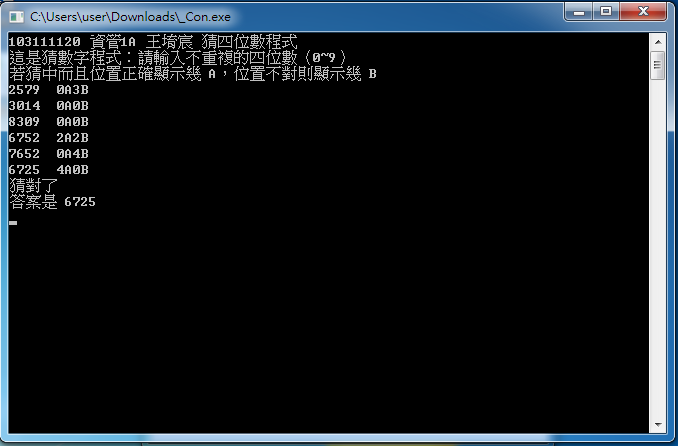 C:\Users\user\Downloads\_Con.exe
103111120 資管1A 王堉宸 猜四位數程式
這是猜數字程式：請輸入不重複的四位數（0~9）
若猜中而且位置正確顯示幾 A，位置不對則顯示幾 B
2579  0A3B
3014  0A0B
8309  0A0B
6752  2A2B
7652  0A4B
6725  4A0B
猜對了
答案是 6725